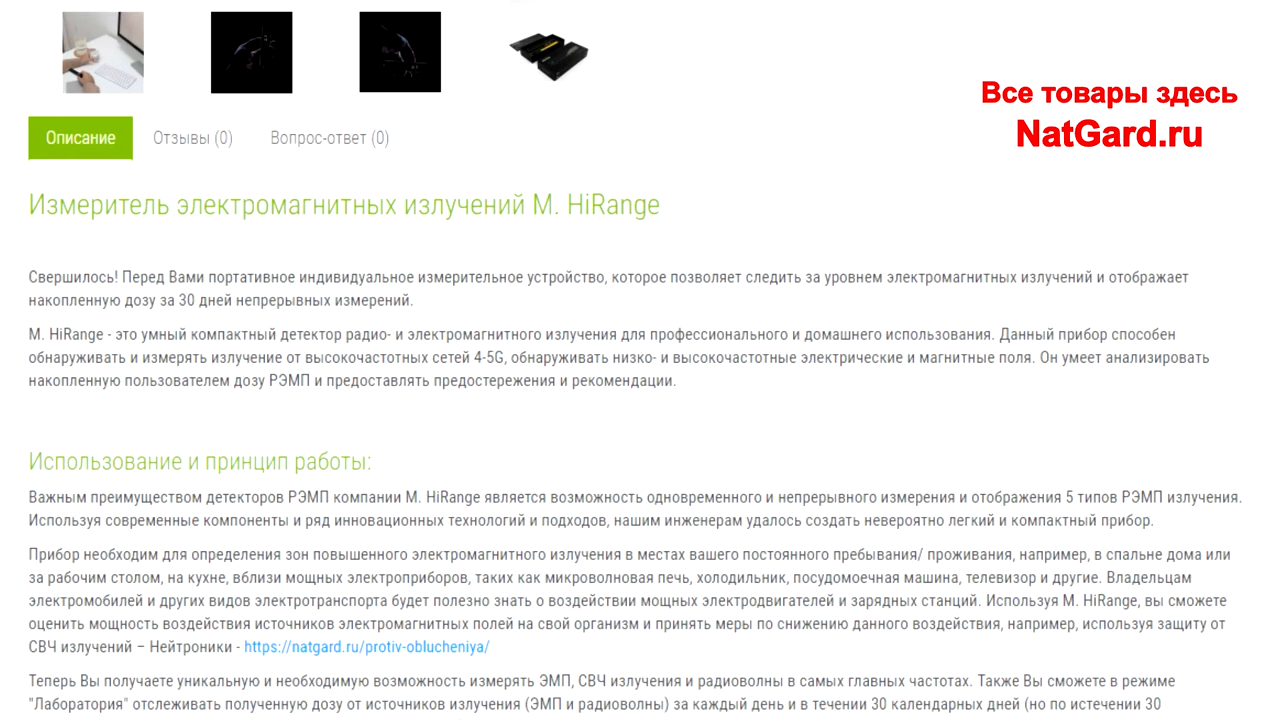 Все товары здесь
NatGard.ru
Описание
Отзывы (0)
Вопрос-ответ (0)
Измеритель электромагнитных излучений М. HiRange
Свершилось! Перед Вами портативное индивидуальное измерительное устройство, которое позволяет следить за уровнем электромагнитных излучений и отображает
накопленную дозу за 30 дней непрерывных измерений.
М. HiRange - это умный компактный детектор радио- и электромагнитного излучения для профессионального и домашнего использования. Данный прибор способен
обнаруживать и измерять излучение от высокочастотных сетей 4-5G, обнаруживать низко- и высокочастотные электрические и магнитные поля. Он умеет анализировать
накопленную пользователем дозу РЭМП и предоставлять предостережения и рекомендации.
Использование и принцип работы:
Важным преимуществом детекторов РЭМП компании М. HiRange является возможность одновременного и непрерывного измерения и отображения 5 типов РЭМП излучения.
Используя современные компоненты и ряд инновационных технологий и подходов, нашим инженерам удалось создать невероятно легкий и компактный прибор.
Прибор необходим для определения зон повышенного электромагнитного излучения в местах вашего постоянного пребывания/ проживания, например, в спальне дома или
за рабочим столом, на кухне, вблизи мощных электроприборов, таких как микроволновая печь, холодильник, посудомоечная машина, телевизор и другие. Владельцам
электромобилей и других видов электротранспорта будет полезно знать о воздействии мощных электродвигателей и зарядных станций. Используя М. HiRange, вы сможете
оценить мощность воздействия источников электромагнитных полей на свой организм и принять меры по снижению данного воздействия, например, используя защиту от
СВЧ излучений – Нейтроники - https://natgard.ru/protiv-oblucheniya/
Теперь Вы получаете уникальную и необходимую возможность измерять ЭМП, СВЧ излучения и радиоволны в самых главных частотах. Также Вы сможете в режиме
"Лаборатория" отслеживать полученную дозу от источников излучения (ЭМП и радиоволны) за каждый день и в течении 30 календарных дней (но по истечении 30